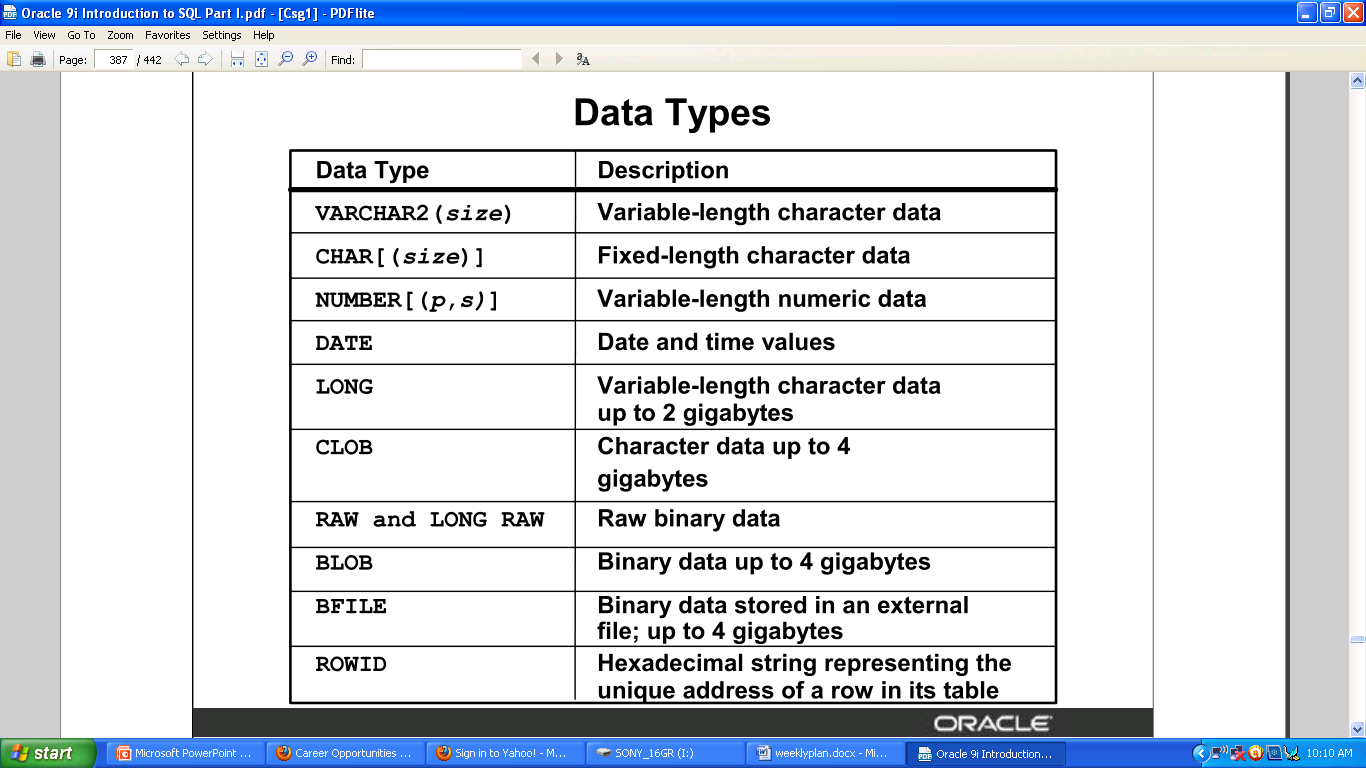 Oracle 9i Introduction to SQL Part I.pdf - [Csg1] - PDFlite
File View Go To Zoom Favorites Settings Help
Page: 387 / 442 Find:
Data Types
Data Type Description
VARCHAR2(size) Variable-length character data
CHAR[(size)] Fixed-length character data
NUMBER[(p,s)] Variable-length numeric data
DATE Date and time values
LONG Variable-length character data
up to 2 gigabytes
CLOB Character data up to 4
gigabytes
RAW and LONG RAW Raw binary data
BLOB Binary data up to 4 gigabytes
BFILE Binary data stored in an external
file; up to 4 gigabytes
ROWID Hexadecimal string representing the
unique address of a row in its table
ORACLE
start Microsoft PowerPoint ... Career Opportunities ... Sign in to Yahoo! - M... SONY_16GR (I:) weeklyplan.docx - Mi... Oracle 9i Introduction... 10:10 AM